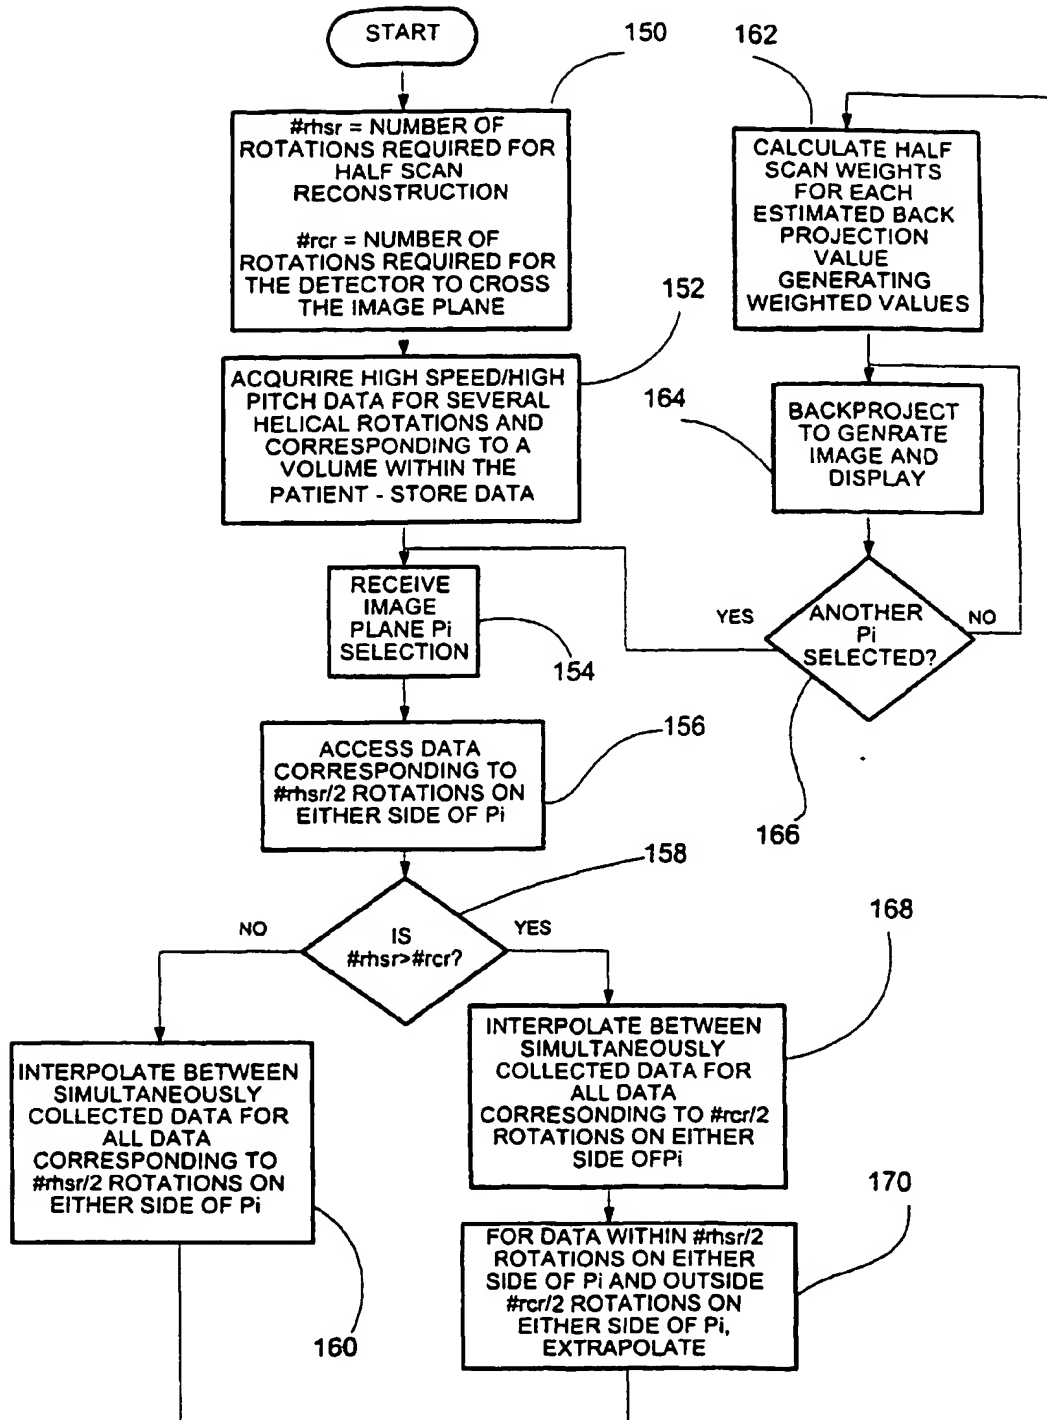 START
150
#rhsr = NUMBER OF
ROTATIONS REQUIRED FOR
HALF SCAN
RECONSTRUCTION
#rcr = NUMBER OF
ROTATIONS REQUIRED FOR
THE DETECTOR TO CROSS
THE IMAGE PLANE
152
ACQURIRE HIGH SPEED/HIGH
PITCH DATA FOR SEVERAL
HELICAL ROTATIONS AND
CORRESPONDING TO A
VOLUME WITHIN THE
PATIENT - STORE DATA
RECEIVE
IMAGE
PLANE Pi
SELECTION
154
ACCESS DATA
CORRESPONDING TO
#rhsr/2 ROTATIONS ON
EITHER SIDE OF Pi
156
158
IS
#rhsr>#rcr?
NO
YES
INTERPOLATE BETWEEN
SIMULTANEOUSLY
COLLECTED DATA FOR
ALL DATA
CORRESPONDING TO
#rhsr/2 ROTATIONS ON
EITHER SIDE OF Pi
160
168
INTERPOLATE BETWEEN
SIMULTANEOUSLY
COLLECTED DATA FOR
ALL DATA
CORRESONDING TO #rcr/2
ROTATIONS ON EITHER
SIDE OFPi
170
FOR DATA WITHIN #rhsr/2
ROTATIONS ON EITHER
SIDE OF Pi AND OUTSIDE
#rcr/2 ROTATIONS ON
EITHER SIDE OF Pi,
EXTRAPOLATE
162
CALCULATE HALF
SCAN WEIGHTS
FOR EACH
ESTIMATED BACK
PROJECTION
VALUE
GENERATING
WEIGHTED VALUES
164
BACKPROJECT
TO GENRATE
IMAGE AND
DISPLAY
YES
ANOTHER
Pi
SELECTED?
NO
166